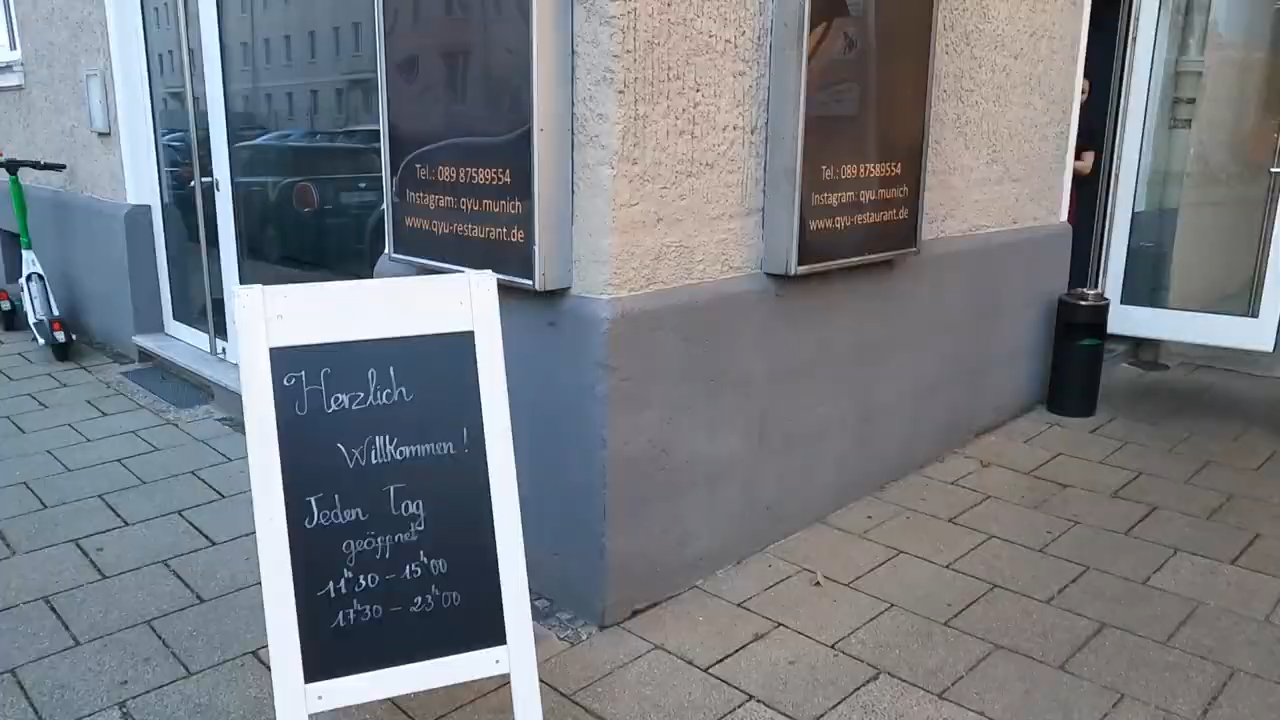 Tel.: 089 87589554
Instagram: qyu.munich
www.qyu-restaurant.de
Tel.: 089 87589554
Instagram: qyu.munich
www.qyu-restaurant.de
Herzlich
Willkommen!
Jeden Tag
geöffnet
11h30 - 15h00
17h30 - 23h00